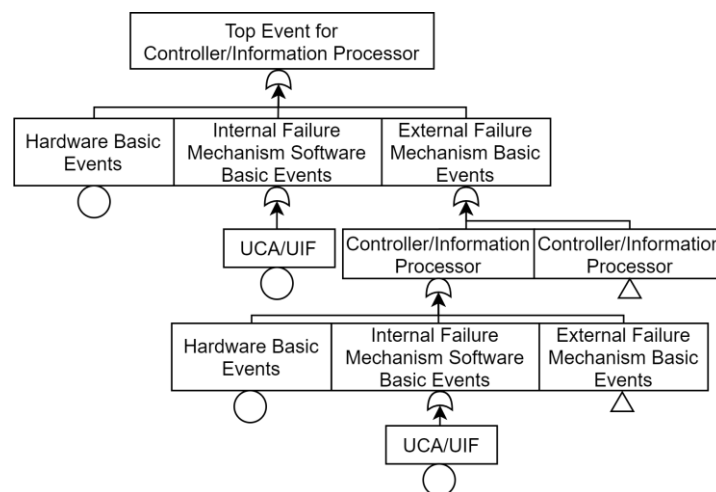 Top Event for
Controller/Information Processor
Hardware Basic
Events
Internal Failure
Mechanism Software
Basic Events
External Failure
Mechanism Basic
Events
UCA/UIF
Controller/Information
Processor
Controller/Information
Processor
Hardware Basic
Events
Internal Failure
Mechanism Software
Basic Events
External Failure
Mechanism Basic
Events
UCA/UIF